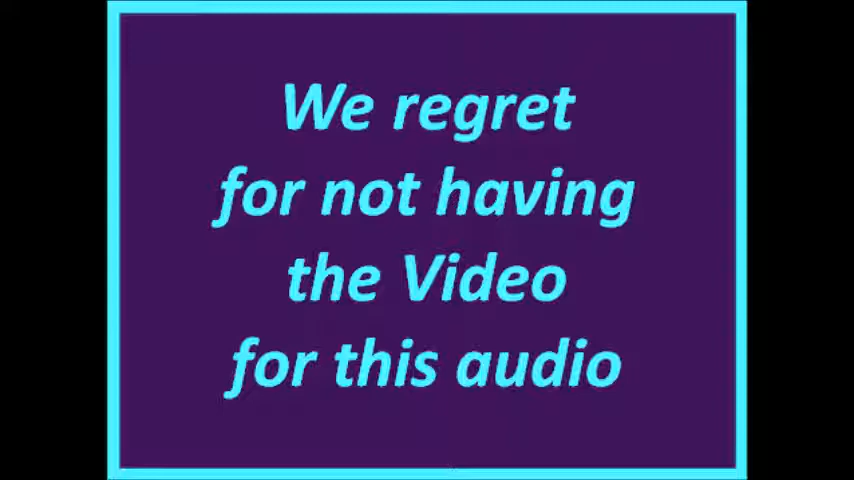 We regret
for not having
the Video
for this audio